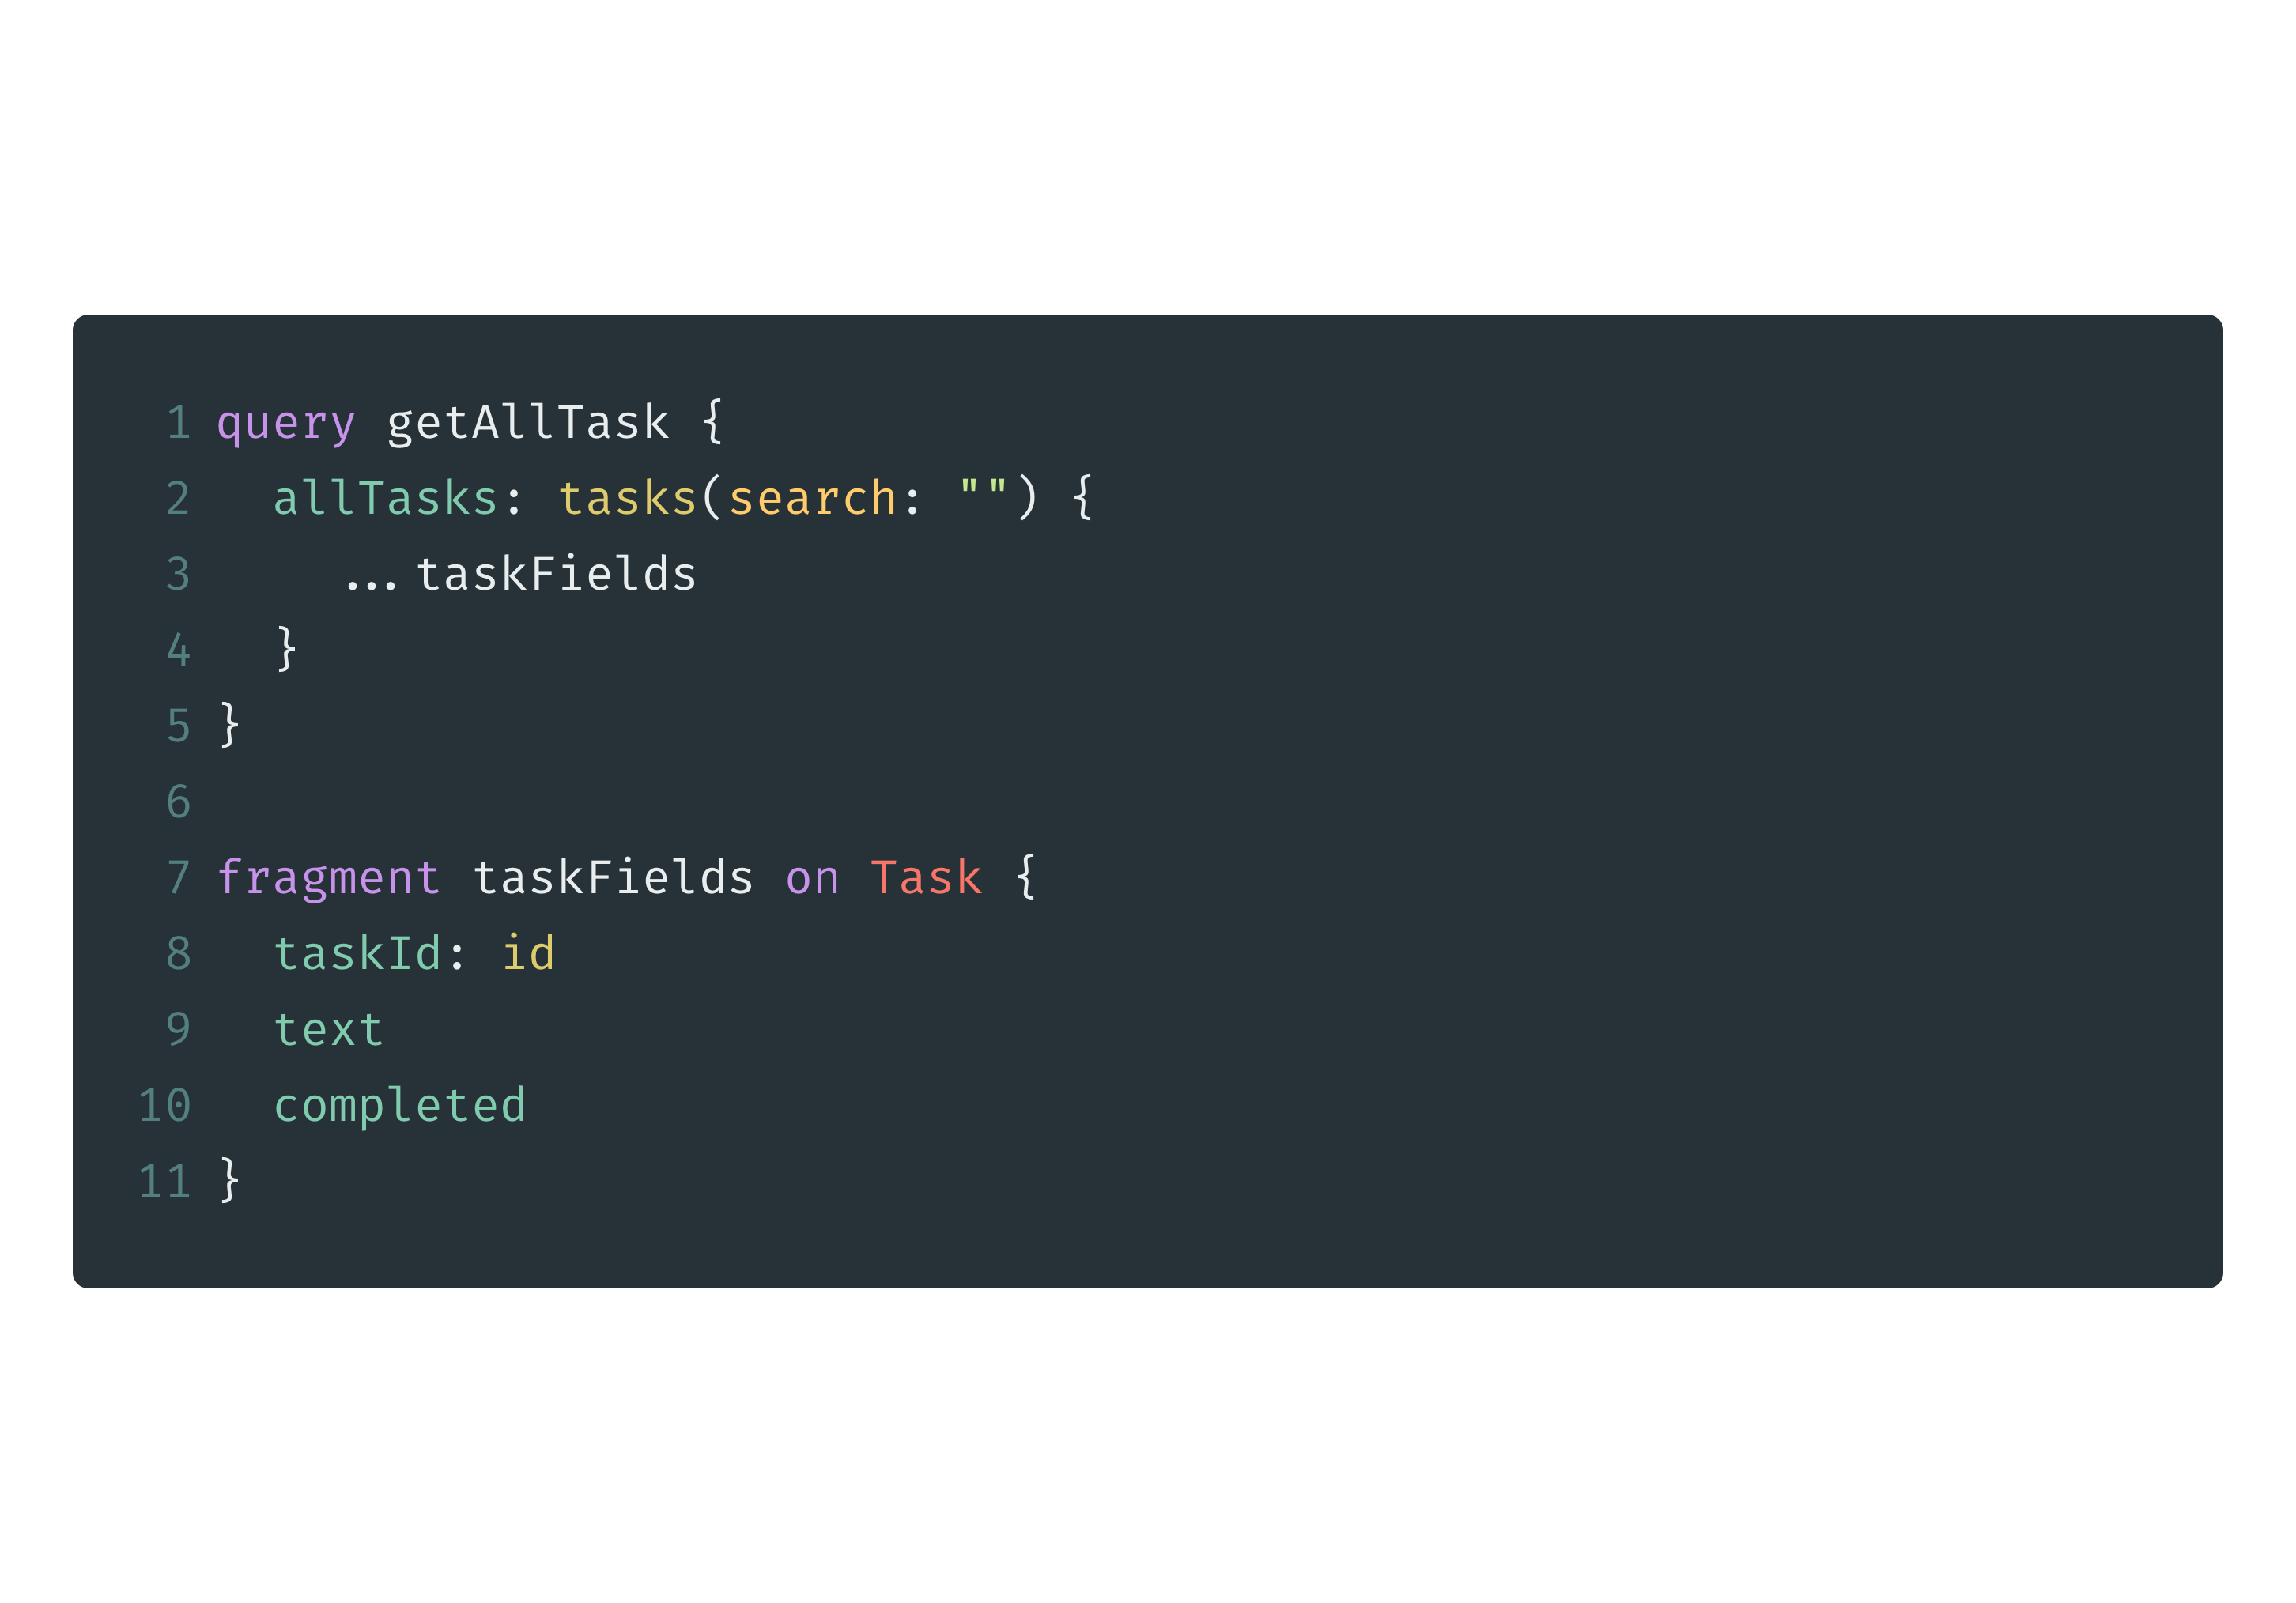 1 query getAllTask {
2   allTasks: tasks(search: "") {
3     ...taskFields
4   }
5 }
6
7 fragment taskFields on Task {
8   taskId: id
9   text
10   completed
11 }